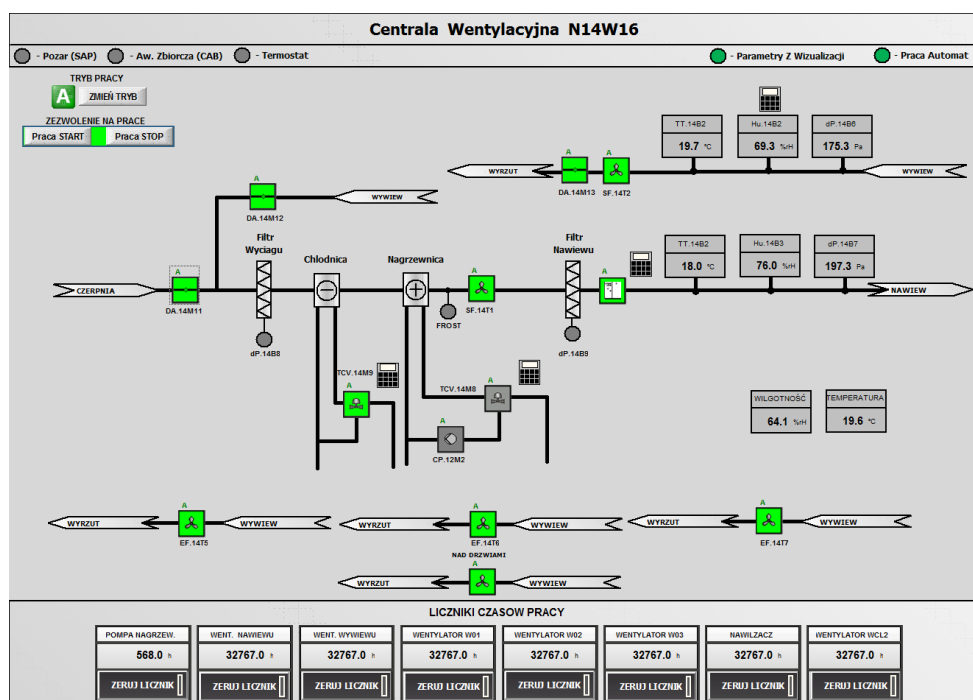 Centrala Wentylacyjna N14W16
- Pozar (SAP) - Aw. Zbiorcza (CAB) - Termostat - Parametry Z Wizualizacji - Praca Automat
TRYB PRACY
A ZMIEŃ TRYB
ZEZWOLENIE NA PRACE
Praca START Praca STOP
TT.14B2 Hu.14B2 dP.14B6
19.7 °C 69.3 %rH 175.3 Pa
A A
WYRZUT WYWIEW
DA.14M13 SF.14T2
A
WYWIEW
DA.14M12
Filtr Wyciagu
Chlodnica
Nagrzewnica
Filtr Nawiewu
TT.14B2 Hu.14B3 dP.14B7
18.0 °C 76.0 %rH 197.3 Pa
A A A
CZERPNIA NAWIEW
DA.14M11
SF.14T1
FROST
dP.14B8
dP.14B9
TCV.14M9
A
TCV.14M8
A
A
CP.12M2
WILGOTNOŚĆ TEMPERATURA
64.1 %rH 19.6 °C
A A A
WYRZUT WYWIEW WYRZUT WYWIEW WYRZUT WYWIEW
EF.14T5 EF.14T6 EF.14T7
NAD DRZWIAMI
A
WYRZUT WYWIEW
LICZNIKI CZASOW PRACY
POMPA NAGRZEW. WENT. NAWIEWU WENT. WYWIEWU WENTYLATOR W01 WENTYLATOR W02 WENTYLATOR W03 NAWILZACZ WENTYLATOR WCL2
568.0 h 32767.0 h 32767.0 h 32767.0 h 32767.0 h 32767.0 h 32767.0 h 32767.0 h
ZERUJ LICZNIK ZERUJ LICZNIK ZERUJ LICZNIK ZERUJ LICZNIK ZERUJ LICZNIK ZERUJ LICZNIK ZERUJ LICZNIK ZERUJ LICZNIK